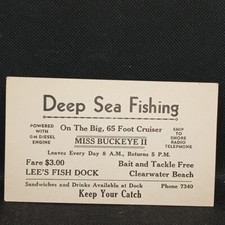 Deep Sea Fishing
POWERED
WITH
GM DIESEL
ENGINE
On The Big, 65 Foot Cruiser
MISS BUCKEYE II
SHIP
TO
SHORE
RADIO
TELEPHONE
Leaves Every Day 8 A.M., Returns 5 P.M.
Fare $3.00
Bait and Tackle Free
LEE'S FISH DOCK
Clearwater Beach
Sandwiches and Drinks Available at Dock
Phone 7340
Keep Your Catch